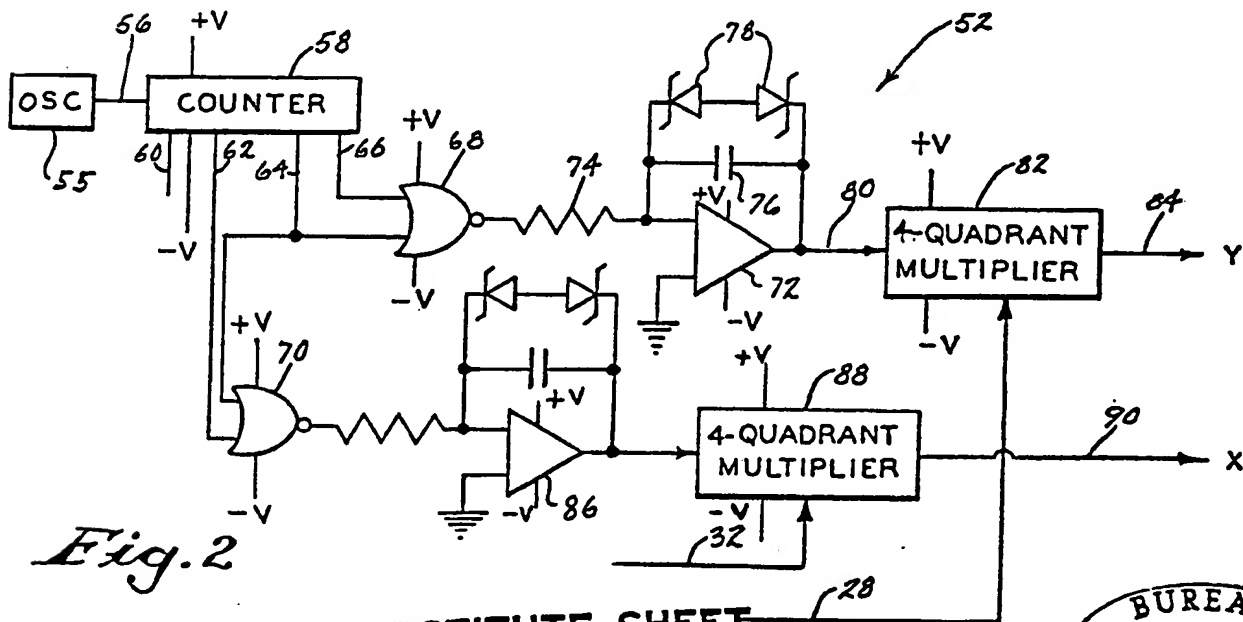 52
56
+V
58
78
OSC
COUNTER
55
60
62
64
66
-V
+V
68
-V
74
+V
76
72
-V
80
+V
82
4-QUADRANT
MULTIPLIER
-V
84
Y
+V
70
-V
+V
86
-V
+V
88
4-QUADRANT
MULTIPLIER
-V
90
X
32
28
Fig. 2
STITUTE SHEET
BUREA